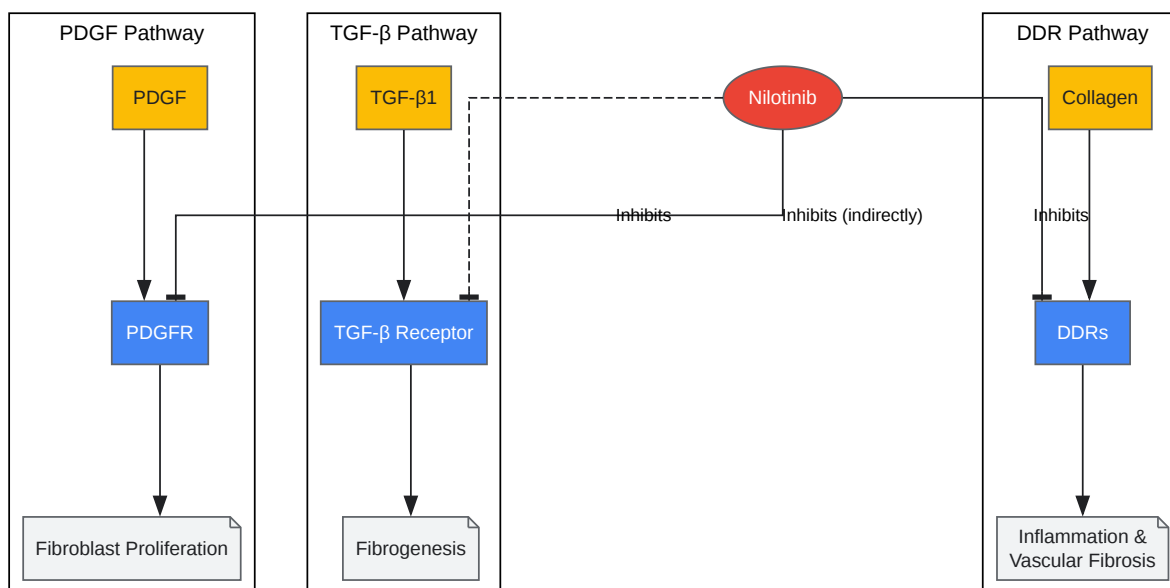 PDGF Pathway
TGF-β Pathway
DDR Pathway
PDGF
TGF-β1
Nilotinib
Collagen
Inhibits
Inhibits (indirectly)
Inhibits
PDGFR
TGF-β Receptor
DDRs
Fibroblast Proliferation
Fibrogenesis
Inflammation &
Vascular Fibrosis